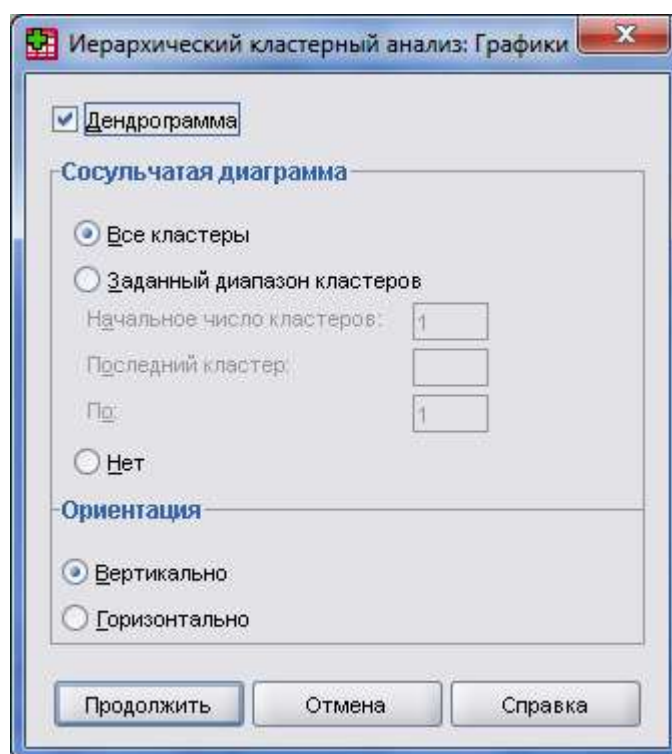 Иерархический кластерный анализ: Графики
Дендрограмма
Сосульчатая диаграмма
Все кластеры
Заданный диапазон кластеров
Начальное число кластеров: 1
Последний кластер:
По: 1
Нет
Ориентация
Вертикально
Горизонтально
Продолжить Отмена Справка